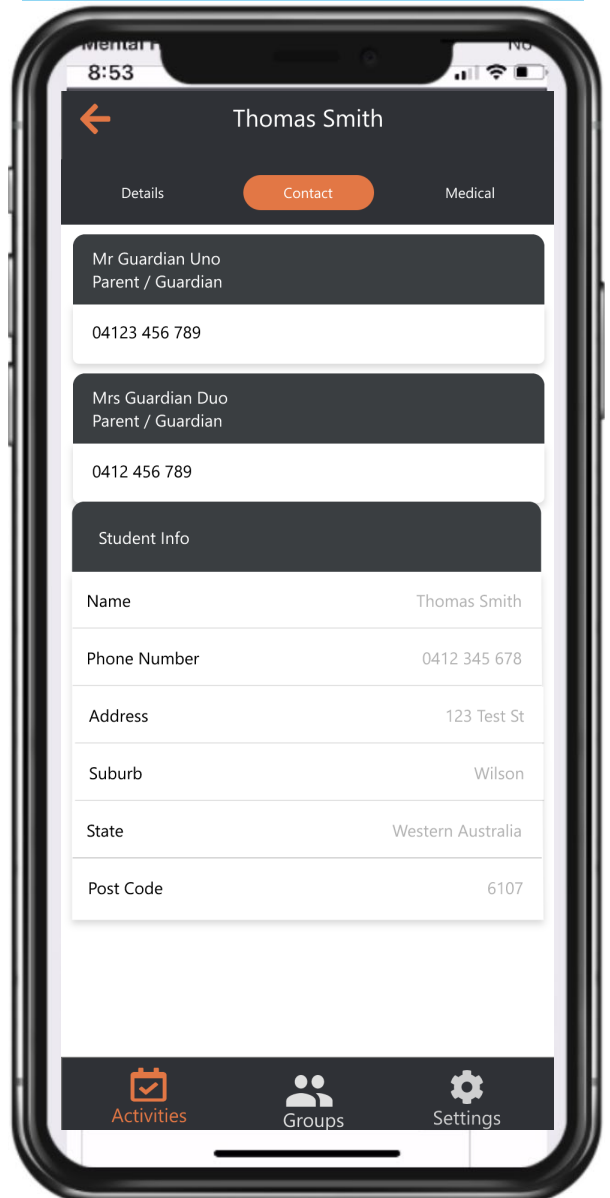 Mental
No
8:53
Thomas Smith
Details Contact Medical
Mr Guardian Uno
Parent / Guardian
04123 456 789
Mrs Guardian Duo
Parent / Guardian
0412 456 789
Student Info
Name Thomas Smith
Phone Number 0412 345 678
Address 123 Test St
Suburb Wilson
State Western Australia
Post Code 6107
Activities Groups Settings